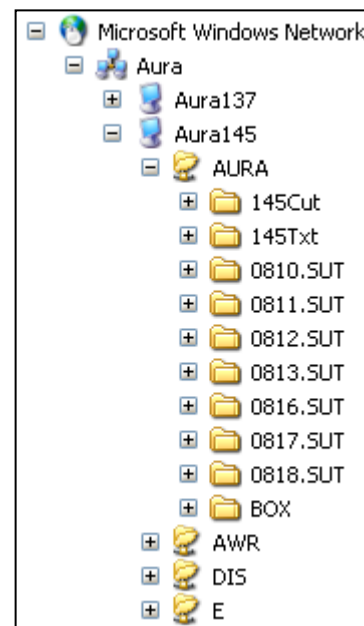 Microsoft Windows Network
Aura
Aura137
Aura145
AURA
145Cut
145Txt
0810.SUT
0811.SUT
0812.SUT
0813.SUT
0816.SUT
0817.SUT
0818.SUT
BOX
AWR
DIS
E